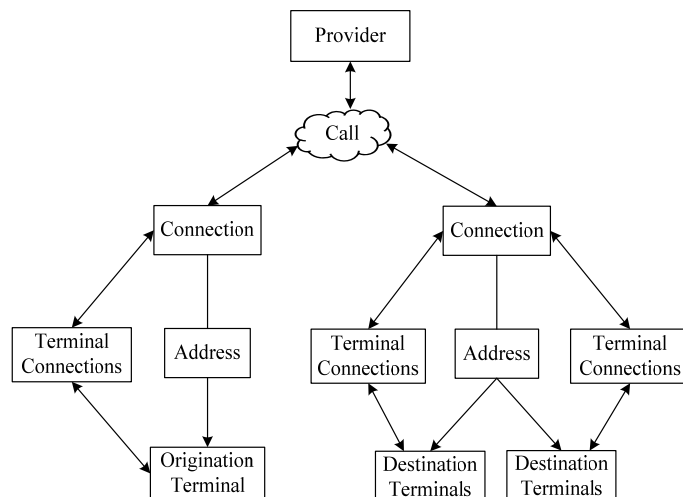 Provider
Call
Connection
Connection
Terminal
Connections
Address
Terminal
Connections
Address
Terminal
Connections
Origination
Terminal
Destination
Terminals
Destination
Terminals